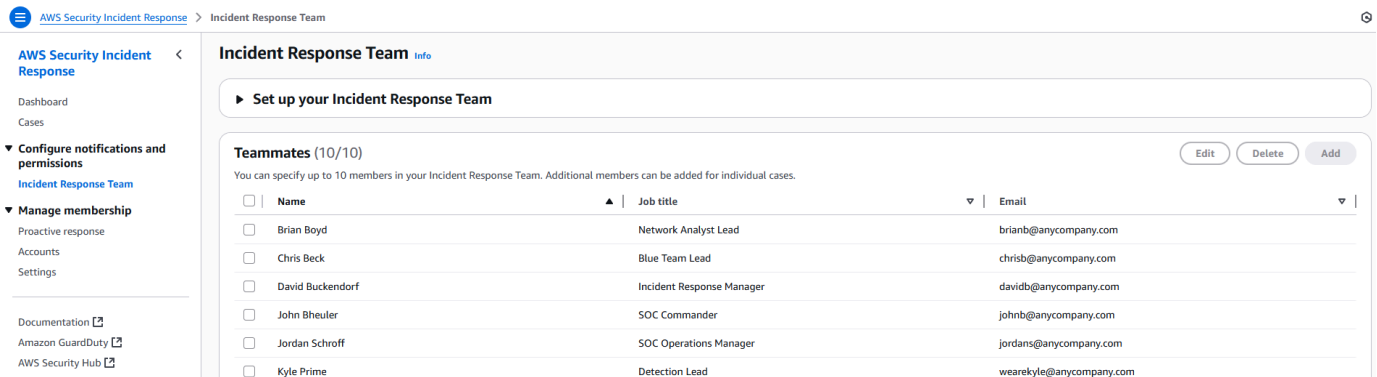 AWS Security Incident Response > Incident Response Team
AWS Security Incident
Response
Dashboard
Cases
Configure notifications and
permissions
Incident Response Team
Manage membership
Proactive response
Accounts
Settings
Documentation
Amazon GuardDuty
AWS Security Hub
Incident Response Team Info
Set up your Incident Response Team
Teammates (10/10)
Edit Delete Add
You can specify up to 10 members in your Incident Response Team. Additional members can be added for individual cases.
Name Job title Email
Brian Boyd Network Analyst Lead brianb@anycompany.com
Chris Beck Blue Team Lead chrisb@anycompany.com
David Buckendorf Incident Response Manager davidb@anycompany.com
John Bheuler SOC Commander johnb@anycompany.com
Jordan Schroff SOC Operations Manager jordans@anycompany.com
Kyle Prime Detection Lead wearekyle@anycompany.com